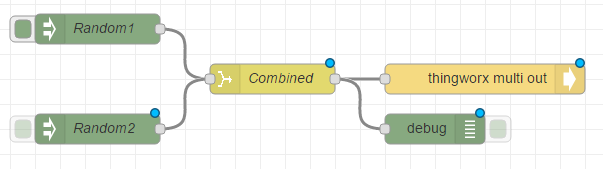 Random1
Combined
thingworx multi out
Random2
debug